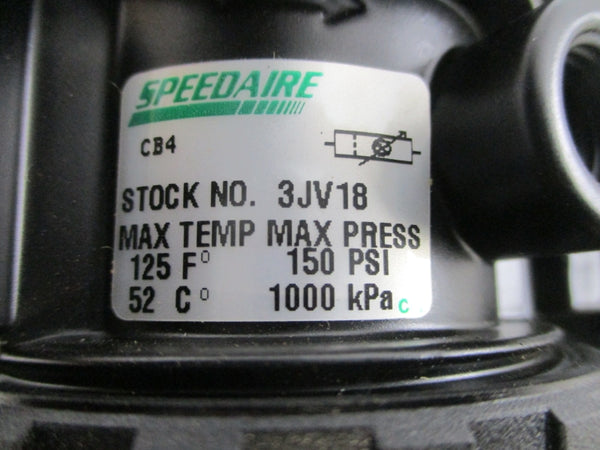 SPEEDAIRE
CB4
STOCK NO. 3JV18
MAX TEMP MAX PRESS
125 F° 150 PSI
52 C° 1000 kPa c